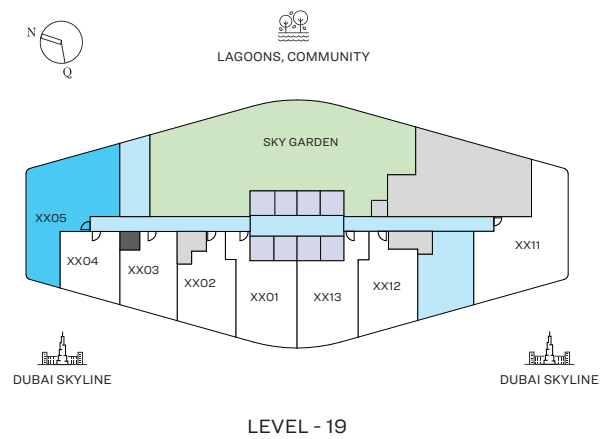 N
Q
LAGOONS, COMMUNITY
SKY GARDEN
XX05
XX04
XX03
XX02
XX01
XX13
XX12
XX11
DUBAI SKYLINE
DUBAI SKYLINE
LEVEL - 19